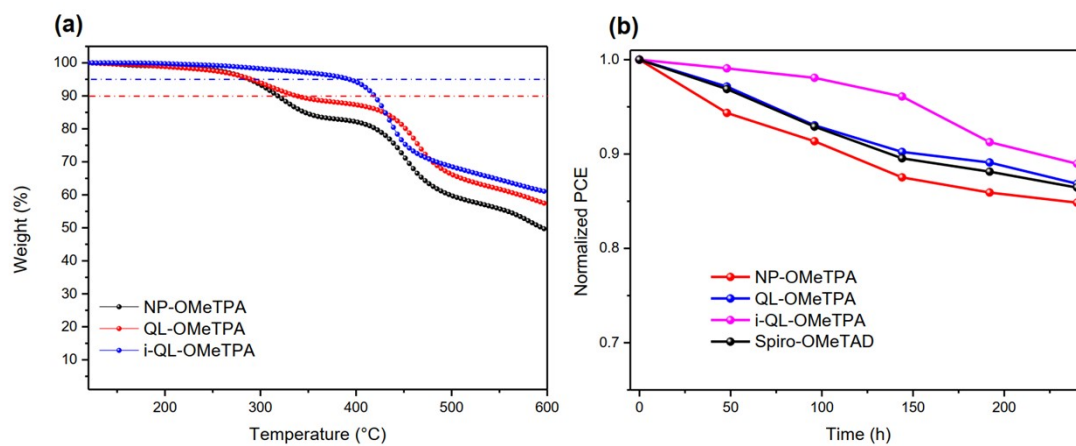 (a)
Weight (%)
100
90
80
70
60
50
40
30
20
10
NP-OMeTPA
QL-OMeTPA
i-QL-OMeTPA
200
300
400
500
600
Temperature (°C)
(b)
Normalized PCE
1.0
0.9
0.8
0.7
NP-OMeTPA
QL-OMeTPA
i-QL-OMeTPA
Spiro-OMeTAD
0
50
100
150
200
Time (h)